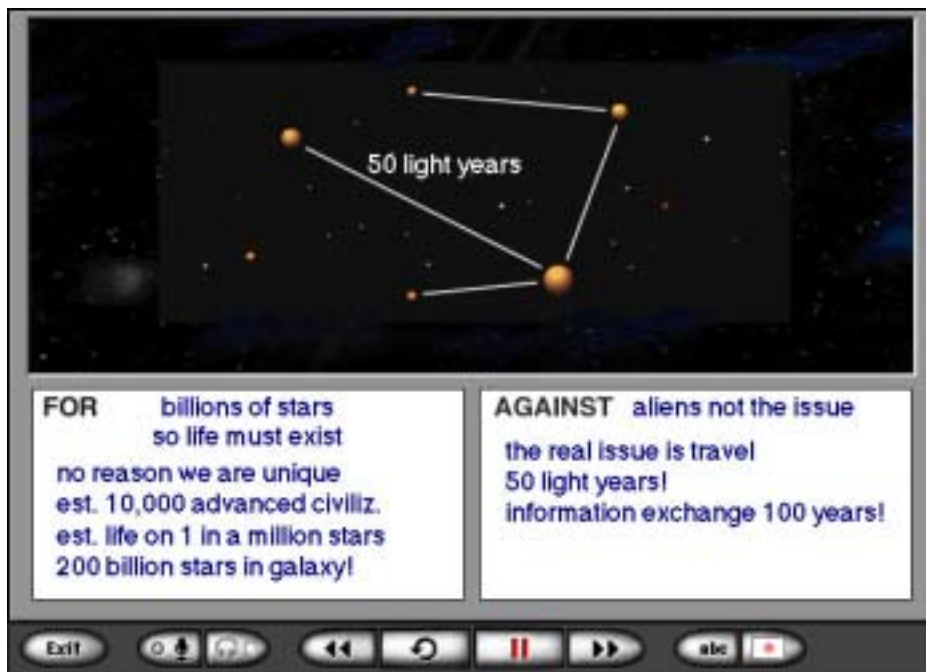 50 light years
FOR billions of stars
so life must exist
no reason we are unique
est. 10,000 advanced civiliz.
est. life on 1 in a million stars
200 billion stars in galaxy!
AGAINST aliens not the issue
the real issue is travel
50 light years!
information exchange 100 years!
Exit
abc